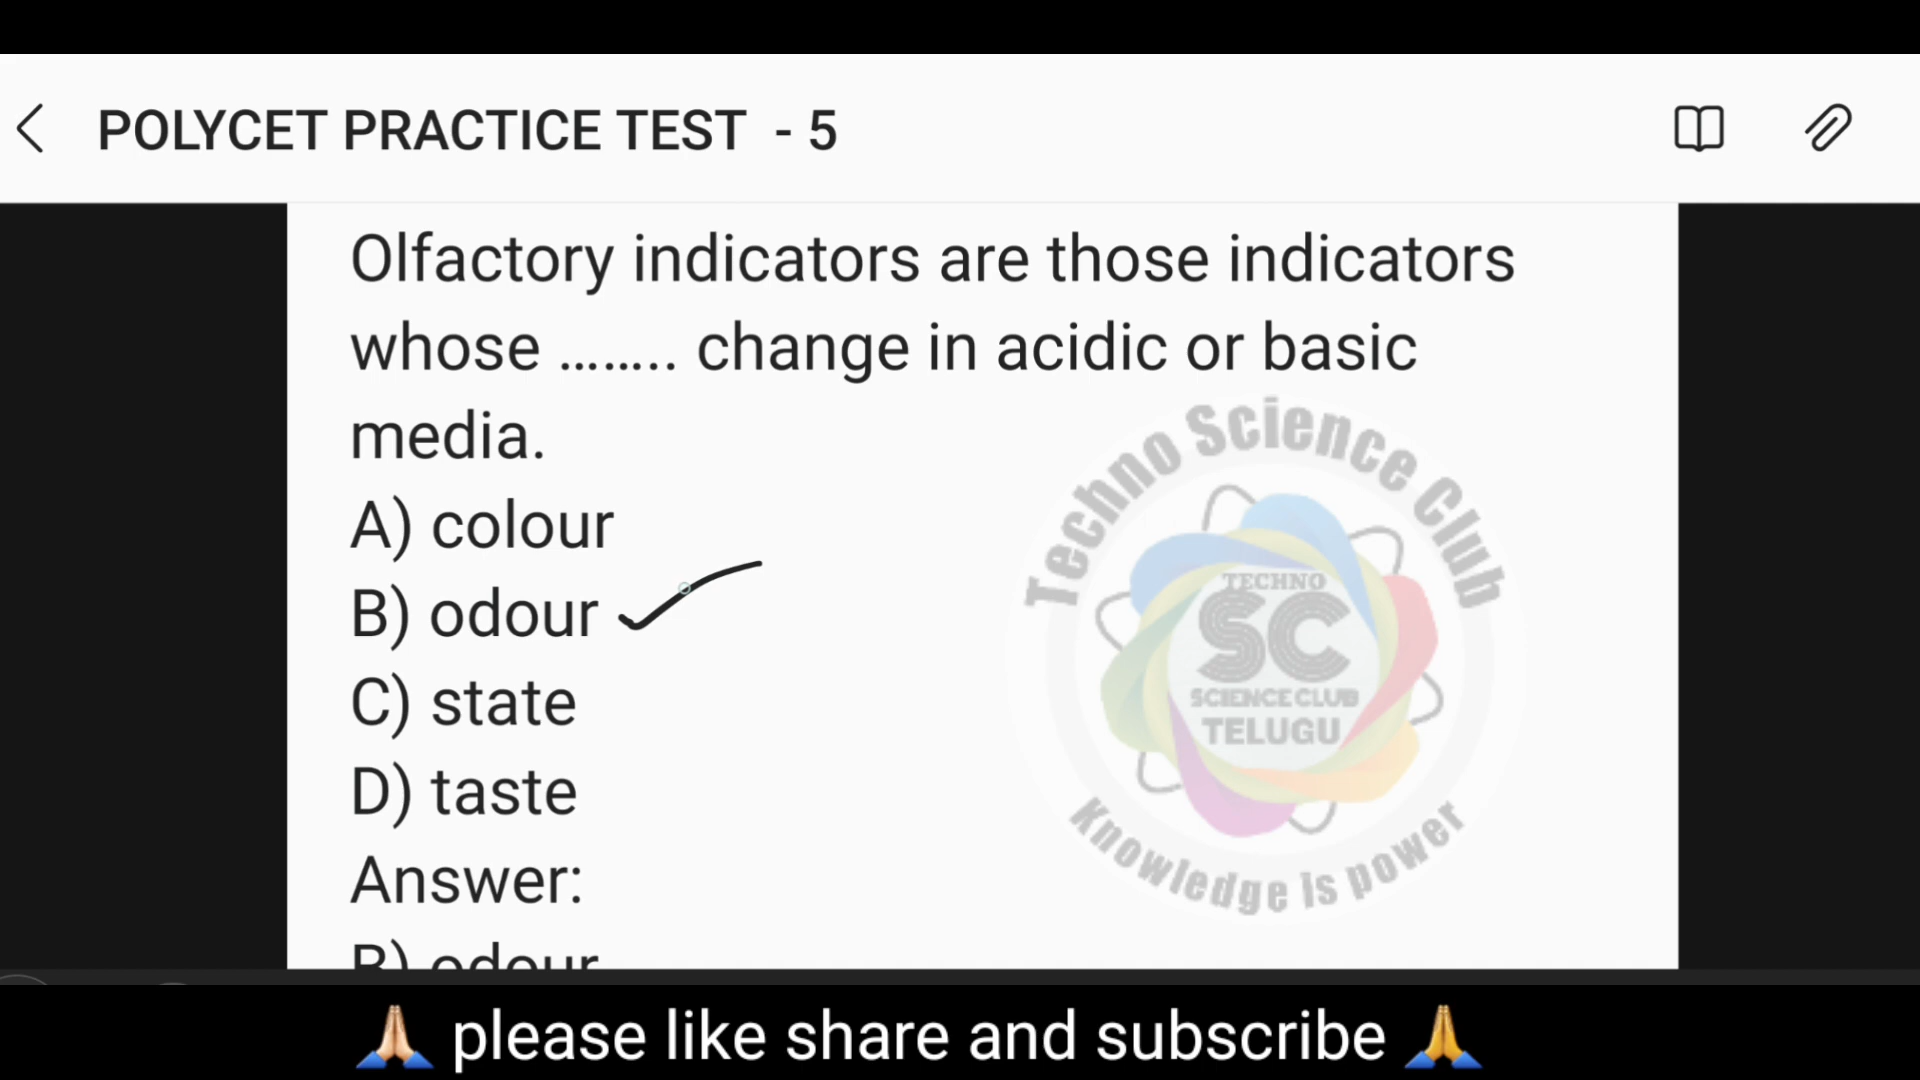 POLYCET PRACTICE TEST - 5
Olfactory indicators are those indicators
whose ........ change in acidic or basic
media.
A) colour
B) odour
C) state
D) taste
Answer:
B) odour
Techno Science Club
TECHNO
SC
SCIENCE CLUB
TELUGU
Knowledge is power
🙏🏻 please like share and subscribe 🙏